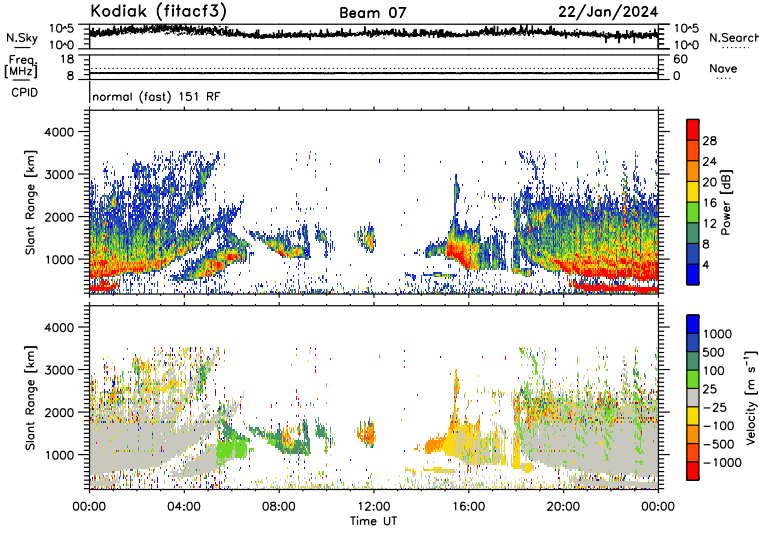 Kodiak (fitacf3) Beam 07 22/Jan/2024
N.Sky 10^5 10^0 10^5 10^0 N.Search
Freq. [MHz] 18 8 60 0 Nave
CPID normal (fast) 151 RF
Slant Range [km]
4000
3000
2000
1000
Power [dB]
28
24
20
16
12
8
4
Slant Range [km]
4000
3000
2000
1000
Velocity [m s⁻¹]
1000
500
100
25
-25
-100
-500
-1000
00:00 04:00 08:00 12:00 16:00 20:00 00:00
Time UT